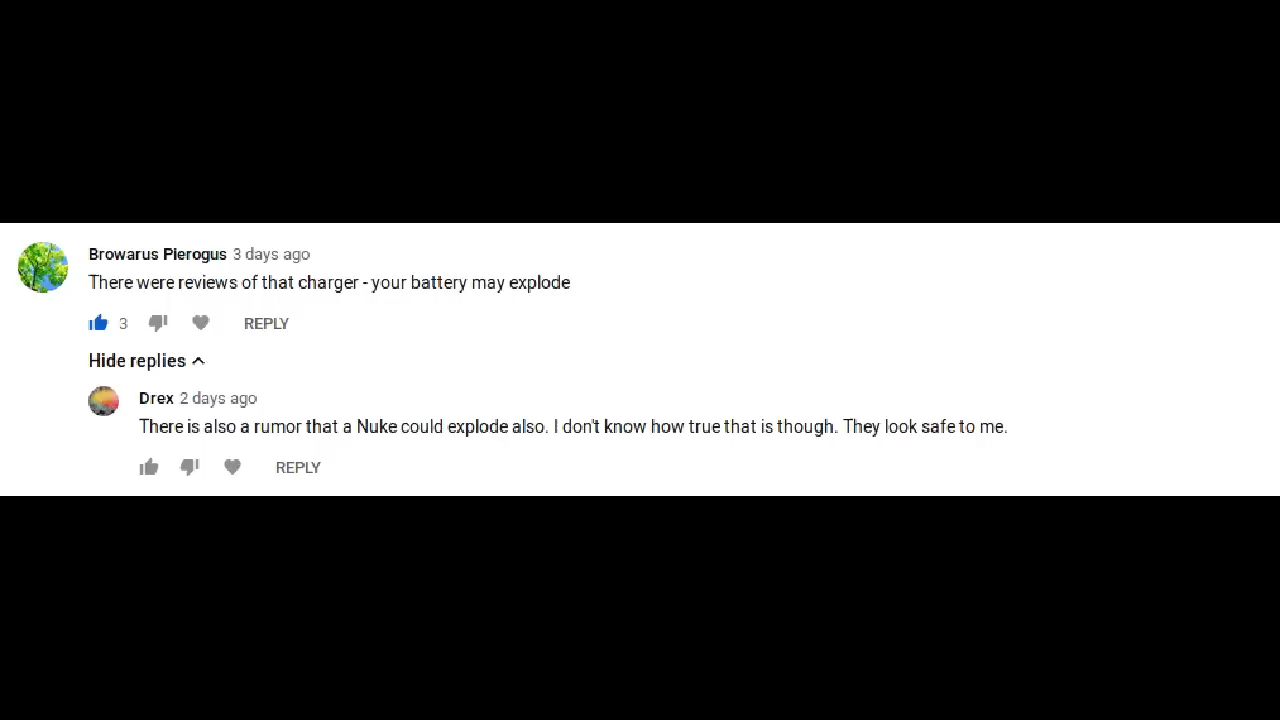 Browarus Pierogus 3 days ago
There were reviews of that charger - your battery may explode
3 REPLY
Hide replies
Drex 2 days ago
There is also a rumor that a Nuke could explode also. I don't know how true that is though. They look safe to me.
REPLY